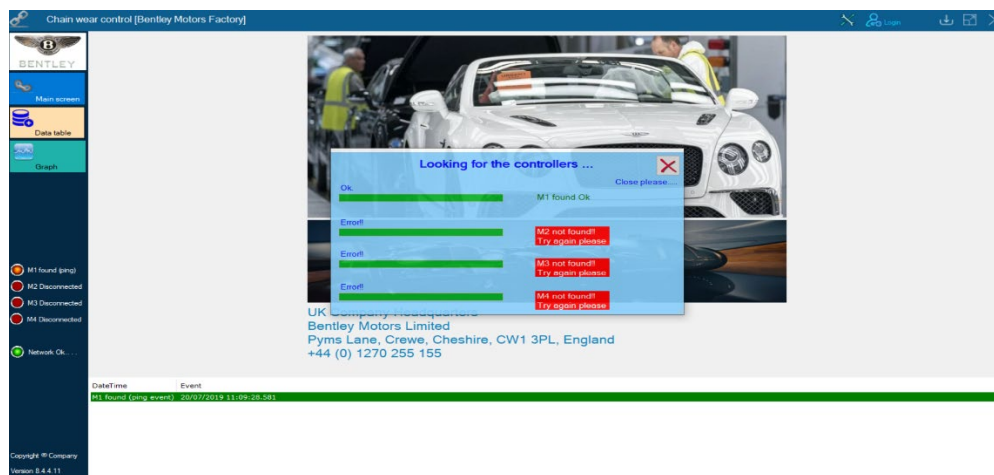 Chain wear control [Bentley Motors Factory]
Login
B
BENTLEY
Main screen
Data table
Graph
Looking for the controllers ...
Close please....
Ok.
M1 found Ok
Error!!
M2 not found!!
Try again please
Error!!
M3 not found!!
Try again please
Error!!
M4 not found!!
Try again please
M1 found (ping)
M2 Disconnected
M3 Disconnected
M4 Disconnected
Network Ok.....
UK Company Headquarters
Bentley Motors Limited
Pyms Lane, Crewe, Cheshire, CW1 3PL, England
+44 (0) 1270 255 155
DateTime Event
M1 found (ping event) 20/07/2019 11:09:28.581
Copyright © Company
Version 8.4.4.11